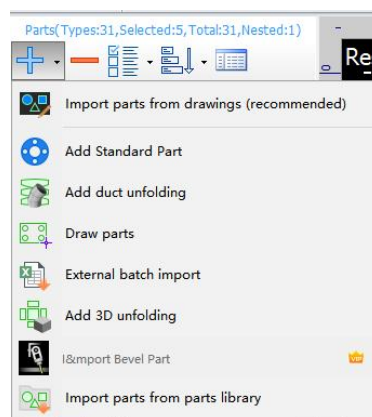 Parts(Types:31,Selected:5,Total:31,Nested:1)
Re
Import parts from drawings (recommended)
Add Standard Part
Add duct unfolding
Draw parts
External batch import
Add 3D unfolding
I&mport Bevel Part
VIP
Import parts from parts library